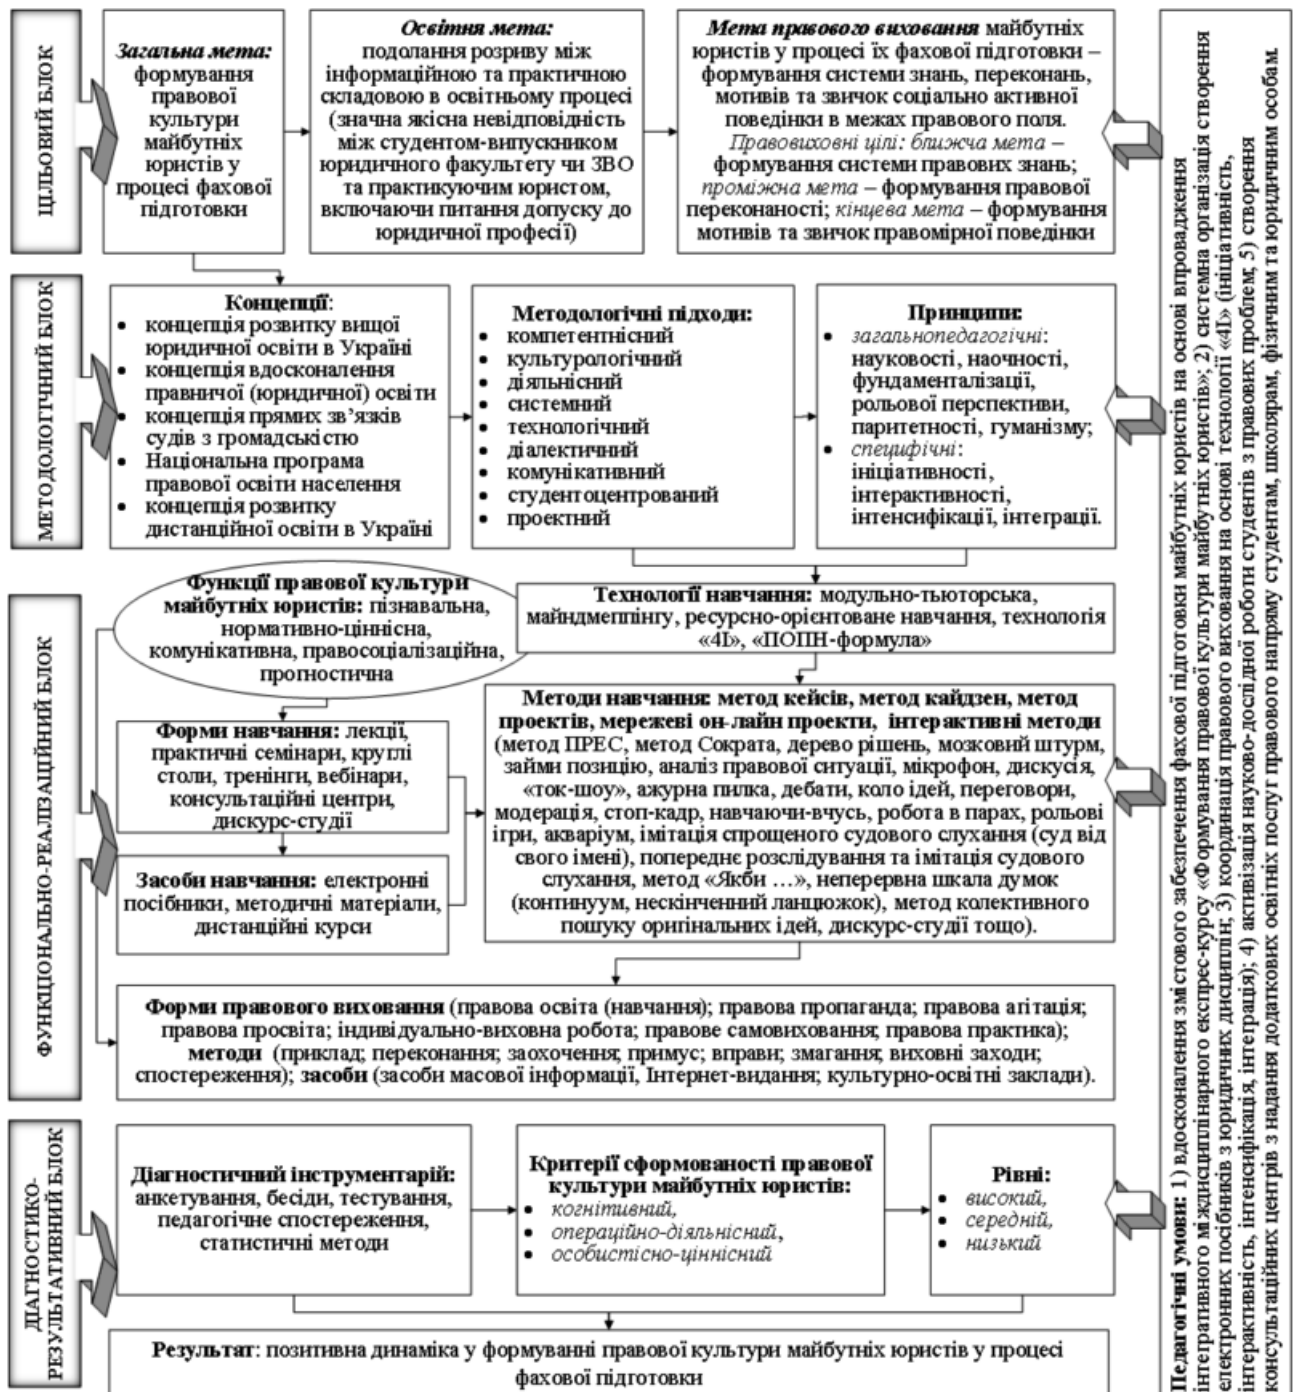 ЦІЛЬОВИЙ БЛОК
Загальна мета:
формування
правової
культури
майбутніх
юристів у
процесі фахової
підготовки
Освітня мета:
подолання розриву між
інформаційною та практичною
складовою в освітньому процесі
(значна якісна невідповідність
між студентом-випускником
юридичного факультету чи ЗВО
та практикуючим юристом,
включаючи питання допуску до
юридичної професії)
Мета правового виховання майбутніх
юристів у процесі їх фахової підготовки –
формування системи знань, переконань,
мотивів та звичок соціально активної
поведінки в межах правового поля.
Правовиховні цілі: ближча мета –
формування системи правових знань;
проміжна мета – формування правової
переконаності; кінцева мета – формування
мотивів та звичок правомірної поведінки
МЕТОДОЛОГІЧНИЙ БЛОК
Концепції:
• концепція розвитку вищої
юридичної освіти в Україні
• концепція вдосконалення
правничої (юридичної) освіти
• концепція прямих зв’язків
судів з громадськістю
• Національна програма
правової освіти населення
• концепція розвитку
дистанційної освіти в Україні
Методологічні підходи:
• компетентнісний
• культурологічний
• діяльнісний
• системний
• технологічний
• діалектичний
• комунікативний
• студентоцентрований
• проектний
Принципи:
• загальнопедагогічні:
науковості, наочності,
фундаменталізації,
рольової перспективи,
паритетності, гуманізму;
• специфічні:
ініціативності,
інтерактивності,
інтенсифікації, інтеграції.
ФУНКЦІОНАЛЬНО-РЕАЛІЗАЦІЙНИЙ БЛОК
Функції правової культури
майбутніх юристів: пізнавальна,
нормативно-ціннісна,
комунікативна, правосоціалізаційна,
прогностична
Технології навчання: модульно-тьюторська,
майндмеппінгу, ресурсно-орієнтоване навчання, технологія
«4І», «ПОПН-формула»
Форми навчання: лекції,
практичні семінари, круглі
столи, тренінги, вебінари,
консультаційні центри,
дискурс-студії
Засоби навчання: електронні
посібники, методичні матеріали,
дистанційні курси
Методи навчання: метод кейсів, метод кайдзен, метод
проектів, мережеві он-лайн проекти, інтерактивні методи
(метод ПРЕС, метод Сократа, дерево рішень, мозковий штурм,
займи позицію, аналіз правової ситуації, мікрофон, дискусія,
«ток-шоу», ажурна пилка, дебати, коло ідей, переговори,
модерація, стоп-кадр, навчаючи-вчусь, робота в парах, рольові
ігри, акваріум, імітація спрощеного судового слухання (суд від
свого імені), попереднє розслідування та імітація судового
слухання, метод «Якби ...», неперервна шкала думок
(континуум, нескінченний ланцюжок), метод колективного
пошуку оригінальних ідей, дискурс-студії тощо).
Форми правового виховання (правова освіта (навчання); правова пропаганда; правова агітація;
правова просвіта; індивідуально-виховна робота; правове самовиховання; правова практика);
методи (приклад; переконання; заохочення; примус; вправи; змагання; виховні заходи;
спостереження); засоби (засоби масової інформації, Інтернет-видання; культурно-освітні заклади).
ДІАГНОСТИКО-
РЕЗУЛЬТАТИВНИЙ БЛОК
Діагностичний інструментарій:
анкетування, бесіди, тестування,
педагогічне спостереження,
статистичні методи
Критерії сформованості правової
культури майбутніх юристів:
• когнітивний,
• операційно-діяльнісний,
• особистісно-ціннісний
Рівні:
• високий,
• середній,
• низький
Результат: позитивна динаміка у формуванні правової культури майбутніх юристів у процесі
фахової підготовки
Педагогічні умови: 1) вдосконалення змістового забезпечення фахової підготовки майбутніх юристів на основі впровадження
інтегративного міждисциплінарного експрес-курсу «Формування правової культури майбутніх юристів»; 2) системна організація створення
електронних посібників з юридичних дисциплін; 3) координація правового виховання на основі технології «4І» (ініціативність,
інтерактивність, інтенсифікація, інтеграція); 4) активізація науково-дослідної роботи студентів з правових проблем; 5) створення
консультаційних центрів з надання додаткових освітніх послуг правового напряму студентам, школярам, фізичним та юридичним особам.